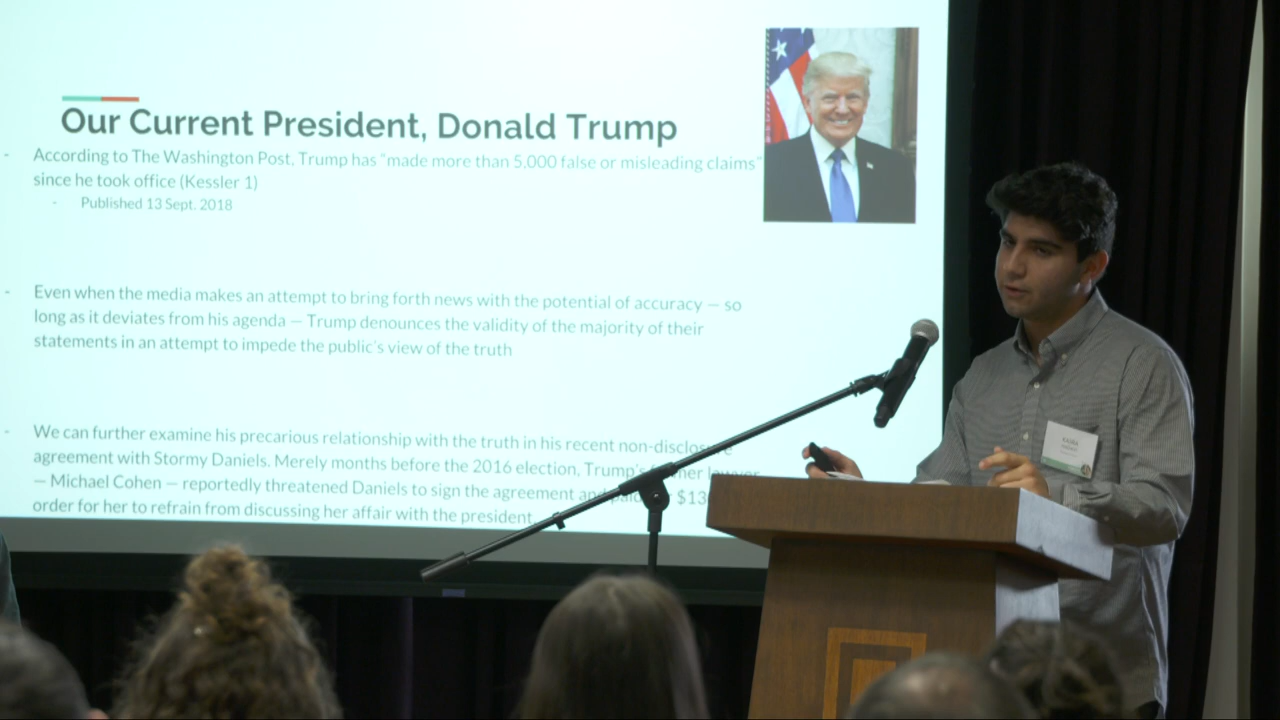 Our Current President, Donald Trump
- According to The Washington Post, Trump has "made more than 5,000 false or misleading claims"
since he took office (Kessler 1)
- Published 13 Sept. 2018
- Even when the media makes an attempt to bring forth news with the potential of accuracy — so
long as it deviates from his agenda — Trump denounces the validity of the majority of their
statements in an attempt to impede the public's view of the truth
- We can further examine his precarious relationship with the truth in his recent non-disclosure
agreement with Stormy Daniels. Merely months before the 2016 election, Trump's lawyer
— Michael Cohen — reportedly threatened Daniels to sign the agreement and
order for her to refrain from discussing her affair with the president